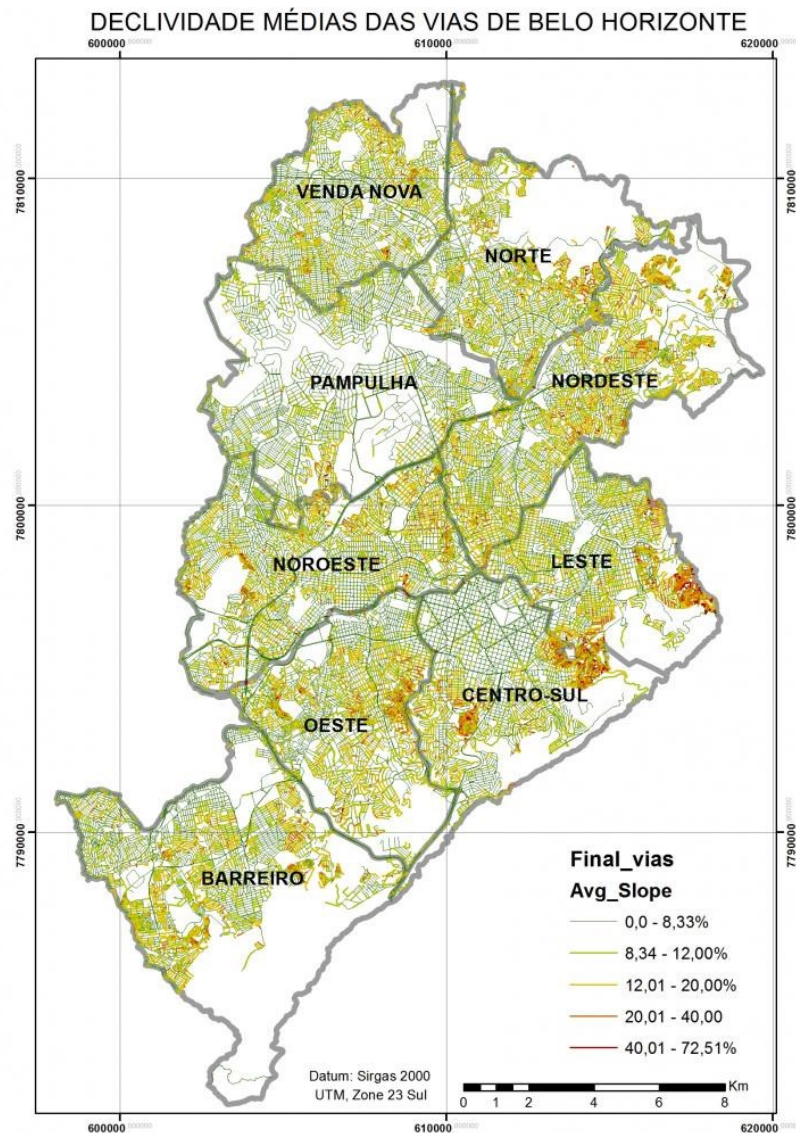 DECLIVIDADE MÉDIAS DAS VIAS DE BELO HORIZONTE
600000 610000 620000
7810000 7810000
VENDA NOVA
NORTE
PAMPULHA
NORDESTE
7800000 7800000
NOROESTE
LESTE
CENTRO-SUL
OESTE
7790000 7790000
BARREIRO
Final_vias
Avg_Slope
0,0 - 8,33%
8,34 - 12,00%
12,01 - 20,00%
20,01 - 40,00
40,01 - 72,51%
Datum: Sirgas 2000
UTM, Zone 23 Sul
Km
0 1 2 4 6 8
600000 610000 620000